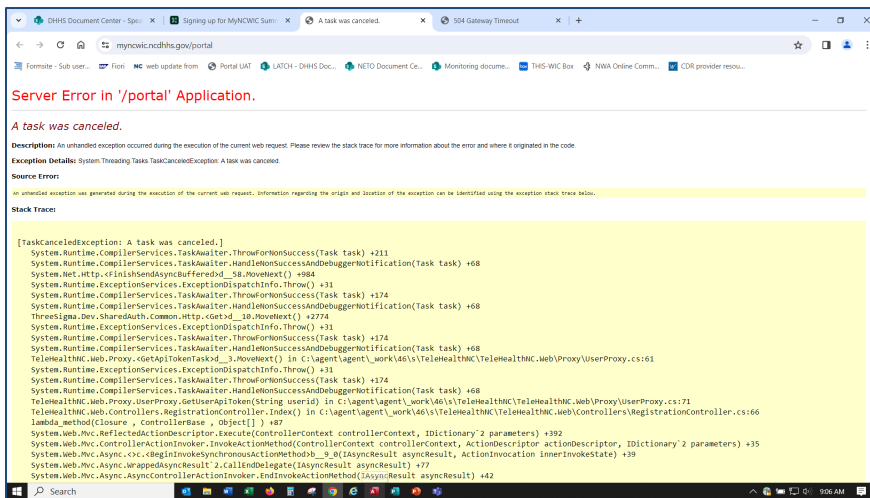 DHHS Document Center - Spea
Signing up for MyNCWIC Summ
A task was canceled.
504 Gateway Timeout
myncwic.ncdhhs.gov/portal
Formsite - Sub user...
Fiori
NC web update from
Portal UAT
LATCH - DHHS Doc...
NETO Document Ce...
Monitoring docume...
THIS-WIC Box
NWA Online Comm...
CDR provider resou...
Server Error in '/portal' Application.
A task was canceled.
Description: An unhandled exception occurred during the execution of the current web request. Please review the stack trace for more information about the error and where it originated in the code.
Exception Details: System.Threading.Tasks.TaskCanceledException: A task was canceled.
Source Error:
An unhandled exception was generated during the execution of the current web request. Information regarding the origin and location of the exception can be identified using the exception stack trace below.
Stack Trace:
[TaskCanceledException: A task was canceled.]
System.Runtime.CompilerServices.TaskAwaiter.ThrowForNonSuccess(Task task) +211
System.Runtime.CompilerServices.TaskAwaiter.HandleNonSuccessAndDebuggerNotification(Task task) +68
System.Net.Http.<FinishSendAsyncBuffered>d__58.MoveNext() +984
System.Runtime.ExceptionServices.ExceptionDispatchInfo.Throw() +31
System.Runtime.CompilerServices.TaskAwaiter.ThrowForNonSuccess(Task task) +174
System.Runtime.CompilerServices.TaskAwaiter.HandleNonSuccessAndDebuggerNotification(Task task) +68
ThreeSigma.Dev.SharedAuth.Common.Http.<Get>d__10.MoveNext() +2774
System.Runtime.ExceptionServices.ExceptionDispatchInfo.Throw() +31
System.Runtime.CompilerServices.TaskAwaiter.ThrowForNonSuccess(Task task) +174
System.Runtime.CompilerServices.TaskAwaiter.HandleNonSuccessAndDebuggerNotification(Task task) +68
TeleHealthNC.Web.Proxy.<GetApiTokenTask>d__3.MoveNext() in C:\agent\agent\_work\46\s\TeleHealthNC\TeleHealthNC.Web\Proxy\UserProxy.cs:61
System.Runtime.ExceptionServices.ExceptionDispatchInfo.Throw() +31
System.Runtime.CompilerServices.TaskAwaiter.ThrowForNonSuccess(Task task) +174
System.Runtime.CompilerServices.TaskAwaiter.HandleNonSuccessAndDebuggerNotification(Task task) +68
TeleHealthNC.Web.Proxy.UserProxy.GetUserApiToken(String userid) in C:\agent\agent\_work\46\s\TeleHealthNC\TeleHealthNC.Web\Proxy\UserProxy.cs:71
TeleHealthNC.Web.Controllers.RegistrationController.Index() in C:\agent\agent\_work\46\s\TeleHealthNC\TeleHealthNC.Web\Controllers\RegistrationController.cs:66
lambda_method(Closure , ControllerBase , Object[] ) +87
System.Web.Mvc.ReflectedActionDescriptor.Execute(ControllerContext controllerContext, IDictionary`2 parameters) +392
System.Web.Mvc.ControllerActionInvoker.InvokeActionMethod(ControllerContext controllerContext, ActionDescriptor actionDescriptor, IDictionary`2 parameters) +35
System.Web.Mvc.Async.<>c.<BeginInvokeSynchronousActionMethod>b__9_0(IAsyncResult asyncResult, ActionInvocation innerInvokeState) +39
System.Web.Mvc.Async.WrappedAsyncResult`2.CallEndDelegate(IAsyncResult asyncResult) +77
System.Web.Mvc.Async.AsyncControllerActionInvoker.EndInvokeActionMethod(IAsyncResult asyncResult) +42
Search
9:06 AM